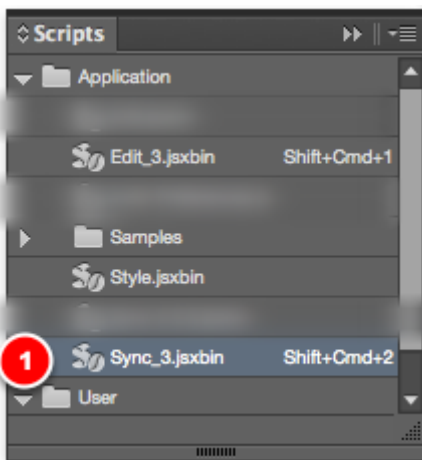 Scripts
Application
Edit_3.jsxbin Shift+Cmd+1
Samples
Style.jsxbin
1 Sync_3.jsxbin Shift+Cmd+2
User